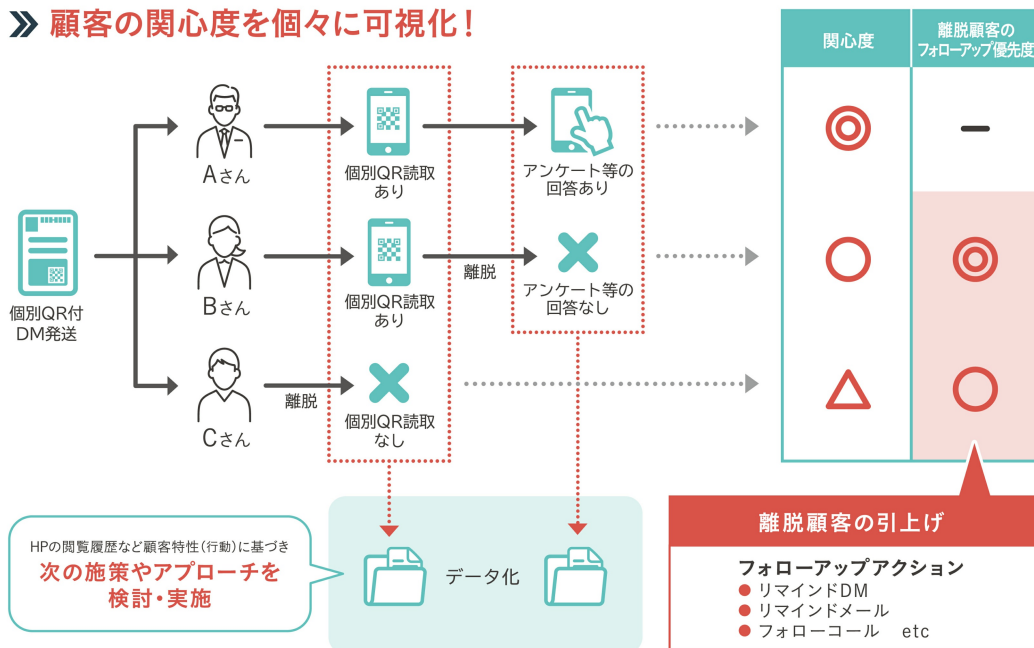 顧客の関心度を個々に可視化！
関心度
離脱顧客の
フォローアップ優先度
個別QR付
DM発送
Aさん
個別QR読取
あり
アンケート等の
回答あり
Bさん
個別QR読取
あり
離脱
アンケート等の
回答なし
Cさん
離脱
個別QR読取
なし
HPの閲覧履歴など顧客特性(行動)に基づき
次の施策やアプローチを
検討・実施
データ化
離脱顧客の引上げ
フォローアップアクション
● リマインドDM
● リマインドメール
● フォローコール etc